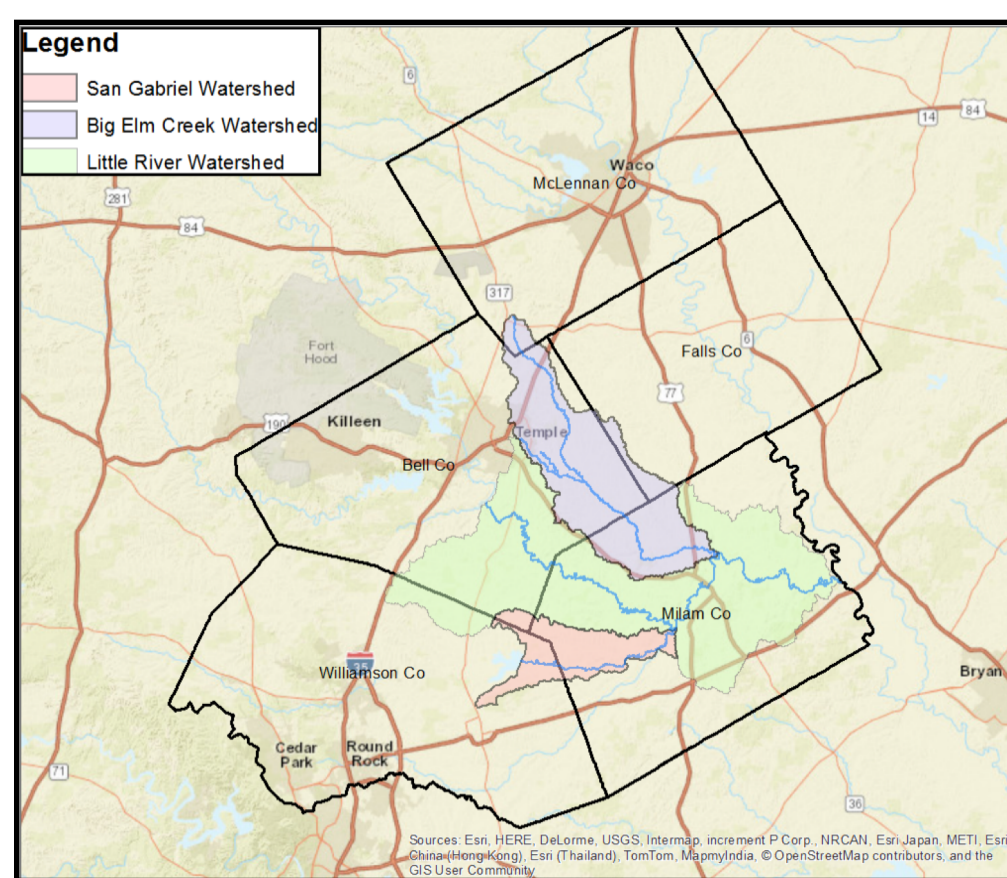 Legend
San Gabriel Watershed
Big Elm Creek Watershed
Little River Watershed
6
84
14
Waco
McLennan Co
281
84
317
Fort
Hood
Falls Co
6
77
190
Killeen
Temple
Bell Co
Milam Co
35
Williamson Co
Bryan
Cedar
Park
Round
Rock
71
36
Sources: Esri, HERE, DeLorme, USGS, Intermap, increment P Corp., NRCAN, Esri Japan, METI, Esri
China (Hong Kong), Esri (Thailand), TomTom, MapmyIndia, © OpenStreetMap contributors, and the
GIS User Community